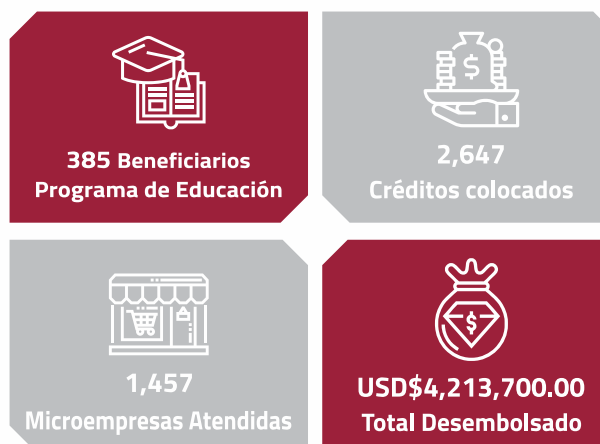 385 Beneficiarios
Programa de Educación
$
2,647
Créditos colocados
1,457
Microempresas Atendidas
$
USD$4,213,700.00
Total Desembolsado